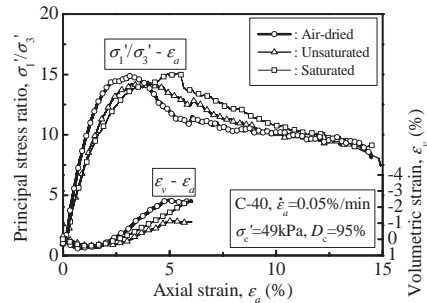 Principal stress ratio, σ₁'/σ₃'
20
15
10
5
0
σ₁'/σ₃' - εₐ
: Air-dried
: Unsaturated
: Saturated
εᵥ - εₐ
C-40, ε̇ₐ=0.05%/min
σc'=49kPa, Dc=95%
-4
-3
-2
-1
0
1
Volumetric strain, εᵥ (%)
0
5
10
15
Axial strain, εₐ (%)